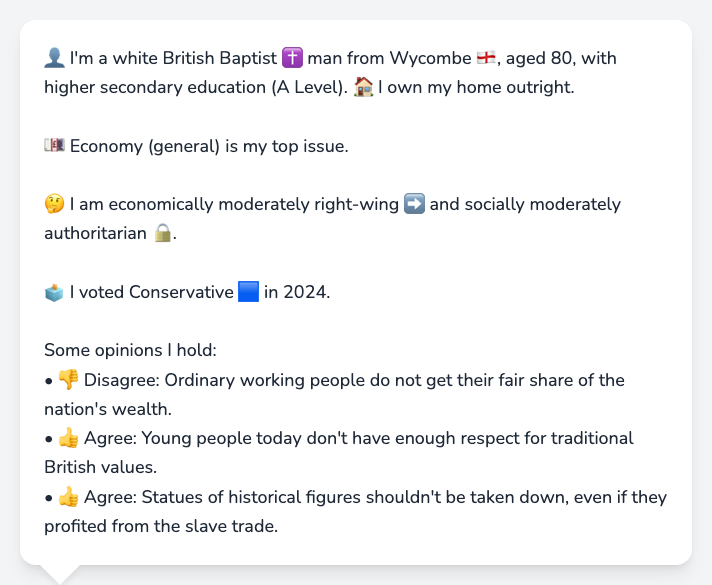 👤 I'm a white British Baptist ✝️ man from Wycombe 🏴󠁧󠁢󠁥󠁮󠁧󠁿, aged 80, with
higher secondary education (A Level). 🏠 I own my home outright.
💷 Economy (general) is my top issue.
🤔 I am economically moderately right-wing ➡️ and socially moderately
authoritarian 🔒.
🗳️ I voted Conservative 🟦 in 2024.
Some opinions I hold:
• 👎 Disagree: Ordinary working people do not get their fair share of the
nation's wealth.
• 👍 Agree: Young people today don't have enough respect for traditional
British values.
• 👍 Agree: Statues of historical figures shouldn't be taken down, even if they
profited from the slave trade.